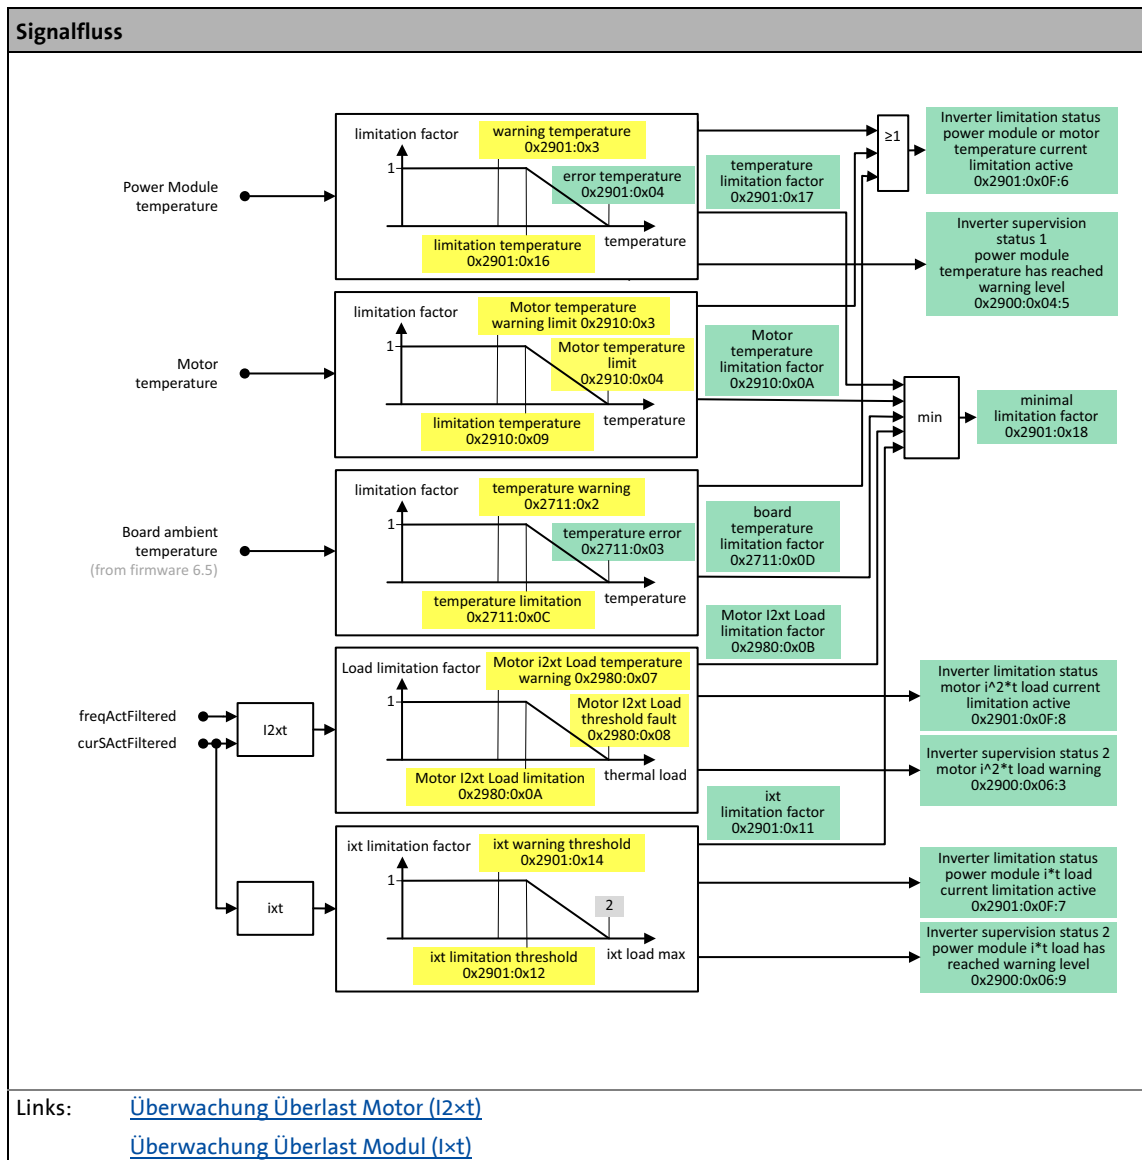 Signalfluss
limitation factor
warning temperature
0x2901:0x3
error temperature
0x2901:0x04
1
temperature
limitation temperature
0x2901:0x16
Power Module
temperature
temperature
limitation factor
0x2901:0x17
≥1
Inverter limitation status
power module or motor
temperature current
limitation active
0x2901:0x0F:6
Inverter supervision
status 1
power module
temperature has reached
warning level
0x2900:0x04:5
limitation factor
Motor temperature
warning limit 0x2910:0x3
Motor temperature
limit
0x2910:0x04
1
temperature
limitation temperature
0x2910:0x09
Motor
temperature
Motor
temperature
limitation factor
0x2910:0x0A
min
minimal
limitation factor
0x2901:0x18
limitation factor
temperature warning
0x2711:0x2
temperature error
0x2711:0x03
1
temperature
temperature limitation
0x2711:0x0C
Board ambient
temperature
(from firmware 6.5)
board
temperature
limitation factor
0x2711:0x0D
Motor I2xt Load
limitation factor
0x2980:0x0B
Load limitation factor
Motor i2xt Load temperature
warning 0x2980:0x07
Motor I2xt Load
threshold fault
0x2980:0x08
1
thermal load
Motor I2xt Load limitation
0x2980:0x0A
freqActFiltered
curSActFiltered
I2xt
Inverter limitation status
motor i^2*t load current
limitation active
0x2901:0x0F:8
Inverter supervision status 2
motor i^2*t load warning
0x2900:0x06:3
ixt
limitation factor
0x2901:0x11
ixt limitation factor
ixt warning threshold
0x2901:0x14
1
2
ixt load max
ixt limitation threshold
0x2901:0x12
ixt
Inverter limitation status
power module i*t load
current limitation active
0x2901:0x0F:7
Inverter supervision status 2
power module i*t load has
reached warning level
0x2900:0x06:9
Links: Überwachung Überlast Motor (I2×t)
Überwachung Überlast Modul (I×t)